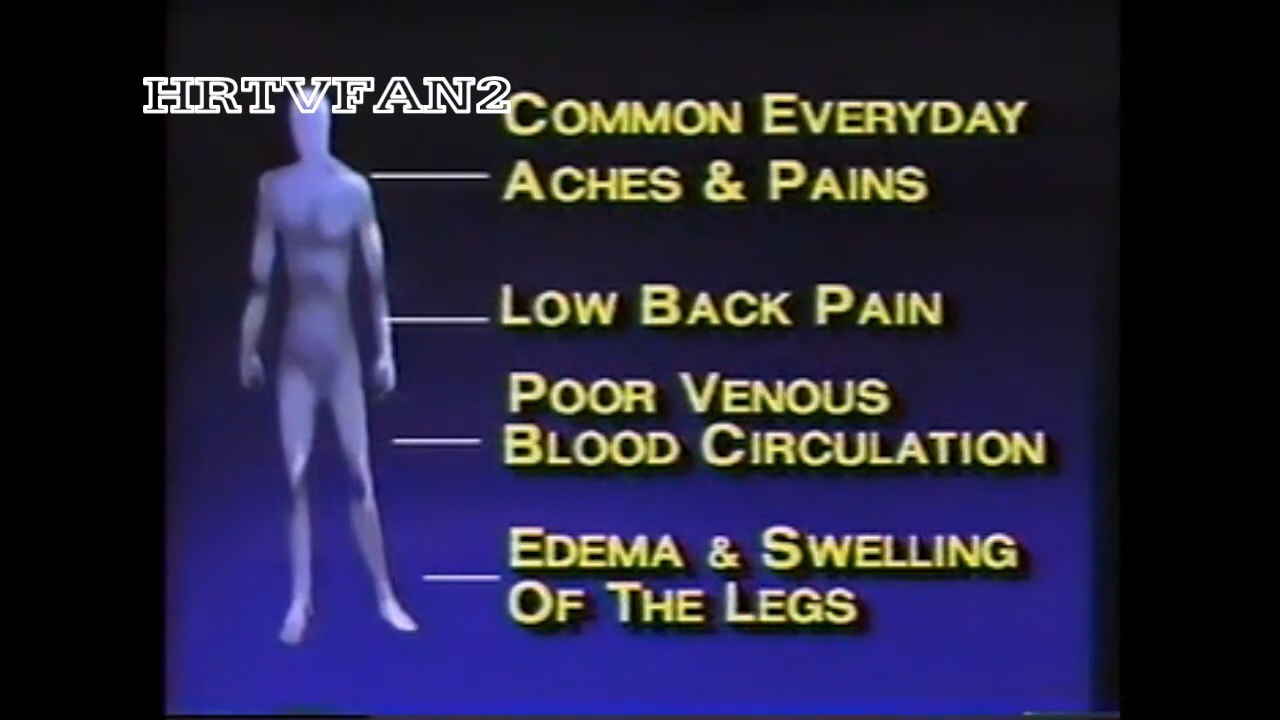 HRTVFAN2
COMMON EVERYDAY
ACHES & PAINS
LOW BACK PAIN
POOR VENOUS
BLOOD CIRCULATION
EDEMA & SWELLING
OF THE LEGS